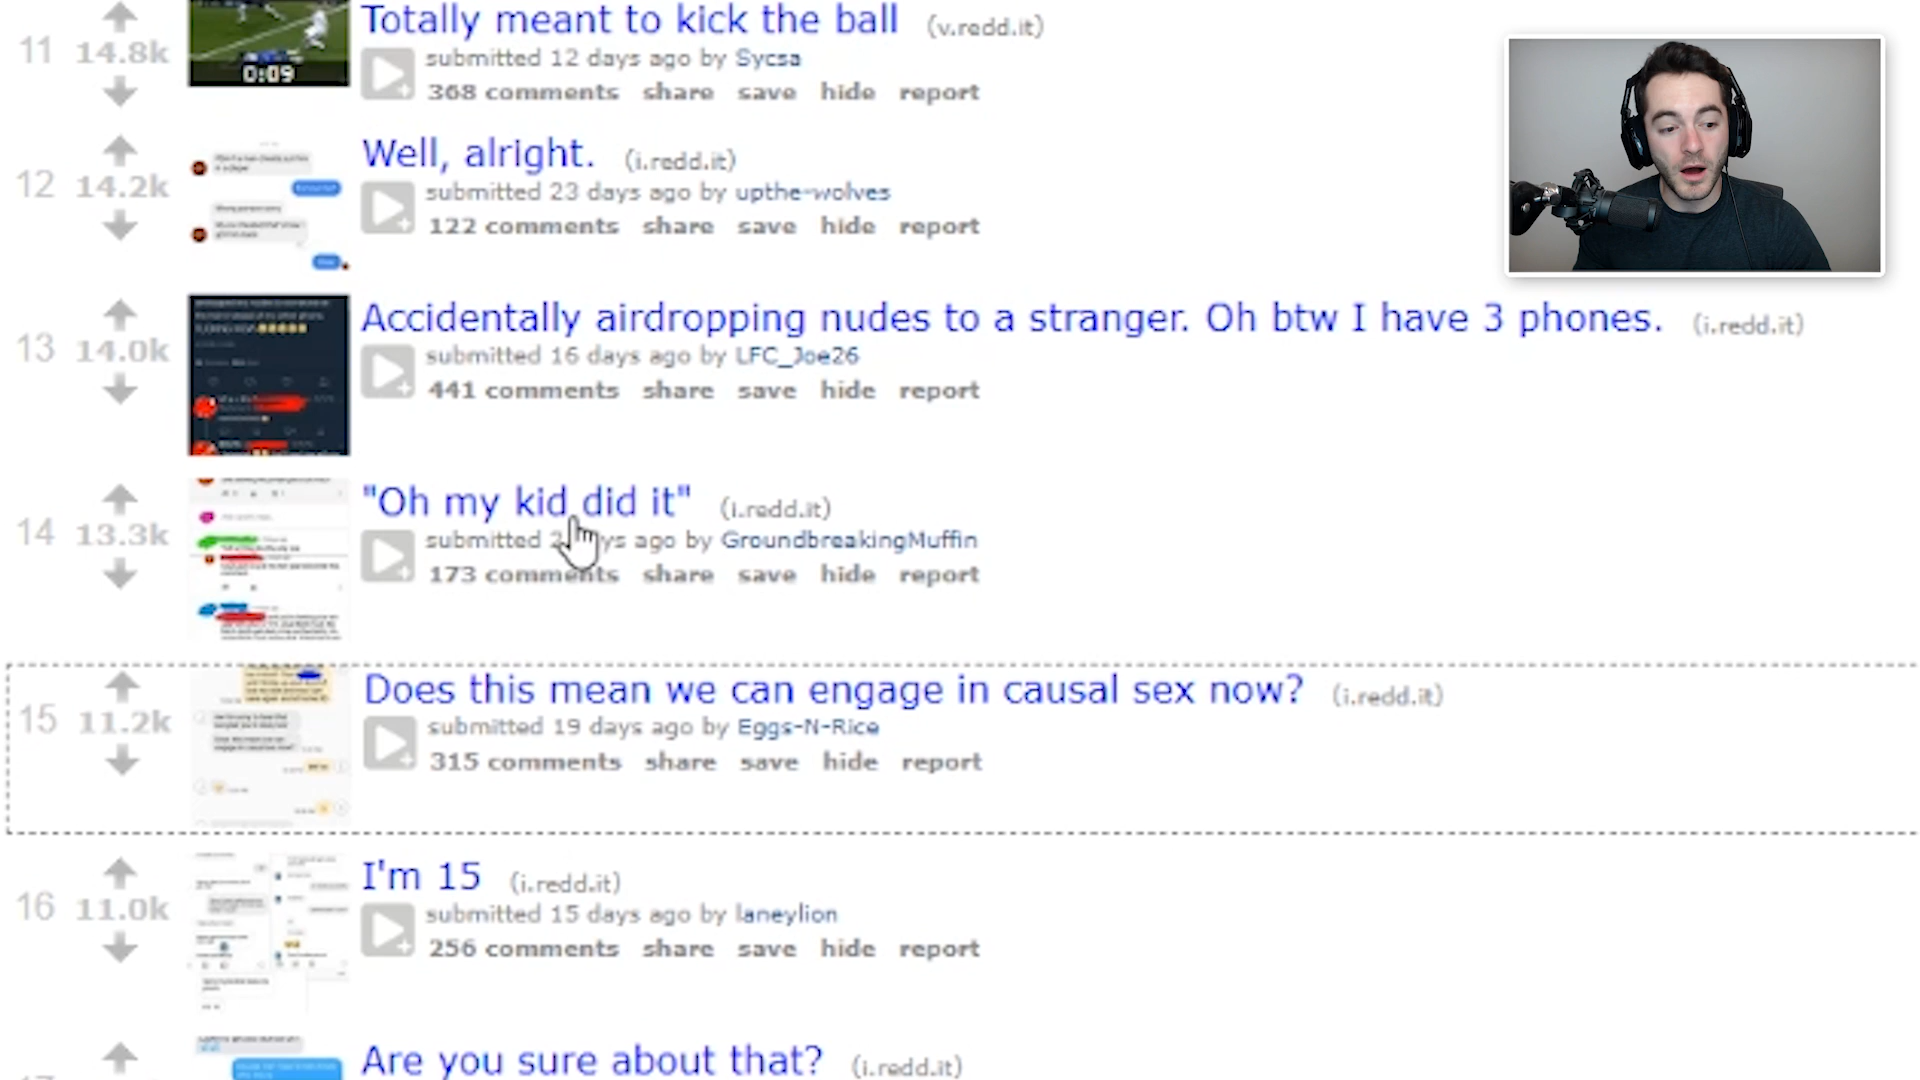 Totally meant to kick the ball (v.redd.it)
11 14.8k
submitted 12 days ago by Sycsa
0:09
368 comments share save hide report
Well, alright. (i.redd.it)
12 14.2k
submitted 23 days ago by upthe-wolves
122 comments share save hide report
Accidentally airdropping nudes to a stranger. Oh btw I have 3 phones. (i.redd.it)
13 14.0k
submitted 16 days ago by LFC_Joe26
441 comments share save hide report
"Oh my kid did it" (i.redd.it)
14 13.3k
submitted ago by GroundbreakingMuffin
173 comments share save hide report
Does this mean we can engage in causal sex now? (i.redd.it)
15 11.2k
submitted 19 days ago by Eggs-N-Rice
315 comments share save hide report
I'm 15 (i.redd.it)
16 11.0k
submitted 15 days ago by laneylion
256 comments share save hide report
Are you sure about that? (i.redd.it)